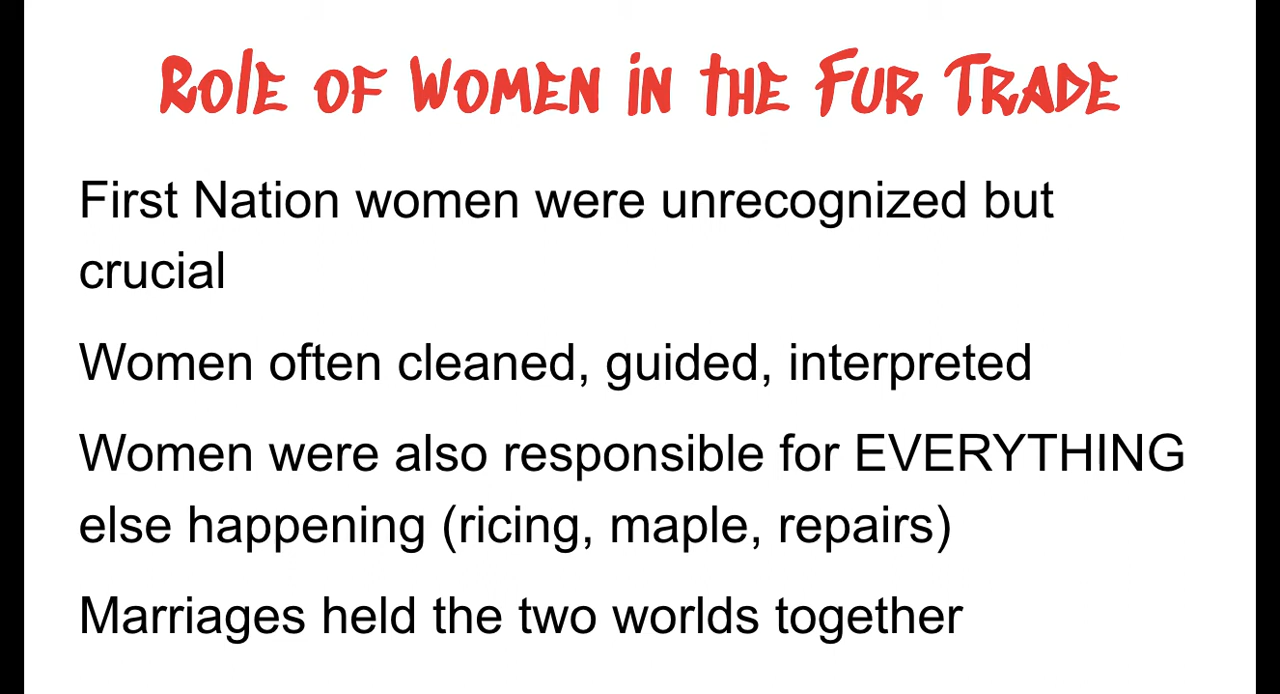 Role of Women in the Fur Trade
First Nation women were unrecognized but
crucial
Women often cleaned, guided, interpreted
Women were also responsible for EVERYTHING
else happening (ricing, maple, repairs)
Marriages held the two worlds together